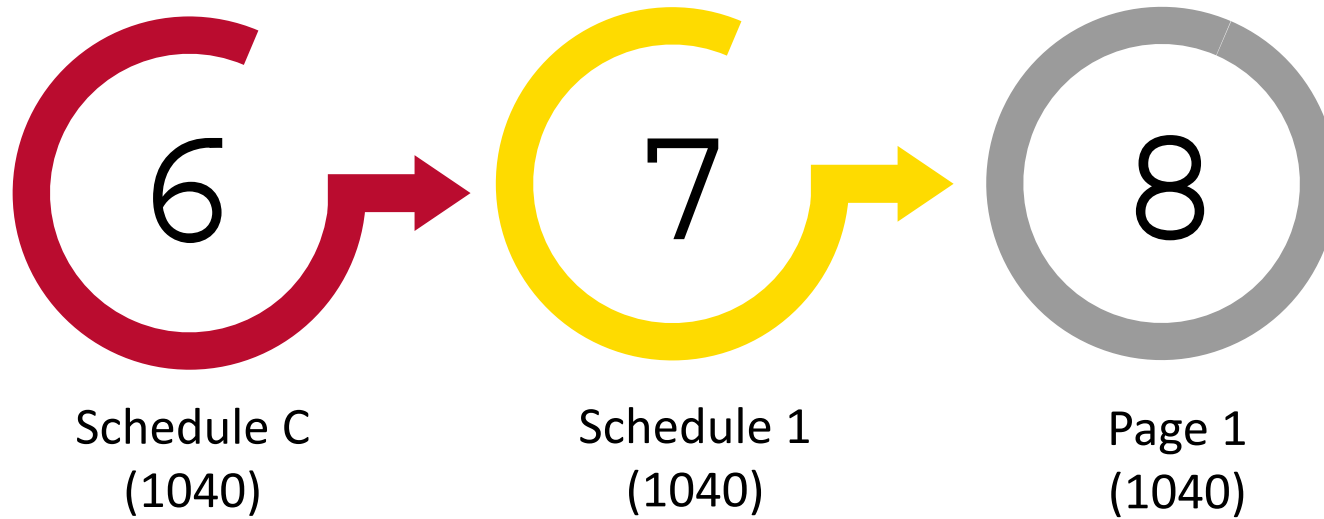 6
7
8
Schedule C
(1040)
Schedule 1
(1040)
Page 1
(1040)